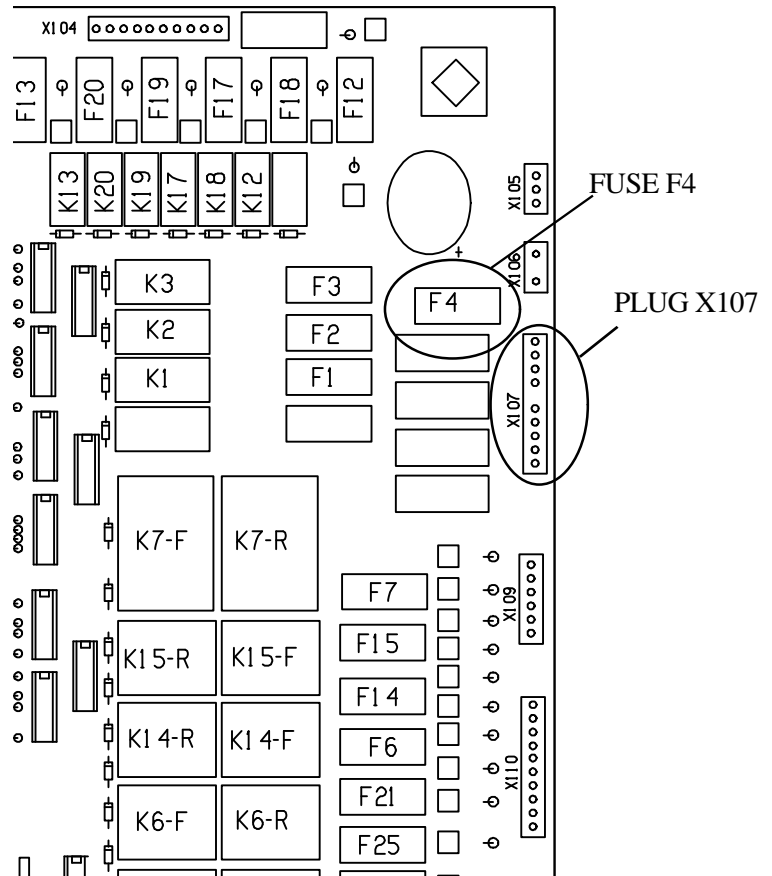 X104
F13 F20 F19 F17 F18 F12
K13 K20 K19 K17 K18 K12
X105
FUSE F4
X106
K3 F3 F4
PLUG X107
K2 F2
K1 F1
X107
K7-F K7-R
F7
X109
K15-R K15-F F15
F14
K14-R K14-F F6
X110
F21
K6-F K6-R
F25